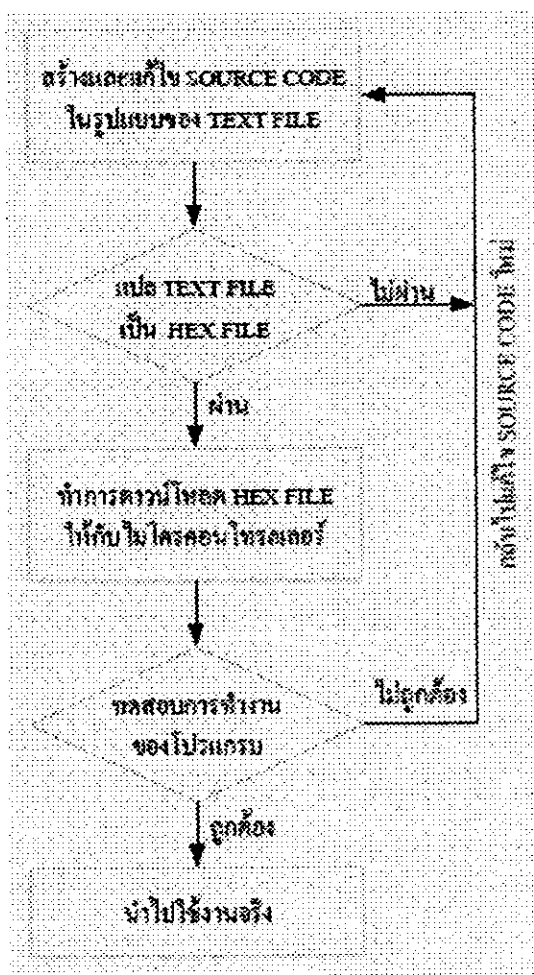 สร้างและแก้ไข SOURCE CODE
ในรูปแบบของ TEXT FILE
แปล TEXT FILE
เป็น HEX FILE
ไม่ผ่าน
ผ่าน
ทำการดาวน์โหลด HEX FILE
ให้กับไมโครคอนโทรลเลอร์
ทดสอบการทำงาน
ของโปรแกรม
ไม่ถูกต้อง
ถูกต้อง
นำไปใช้งานจริง
กลับไปแก้ไข SOURCE CODE ใหม่